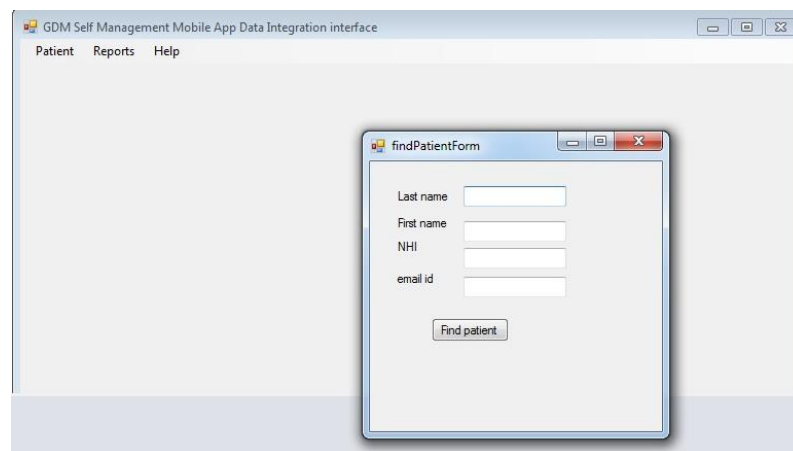 GDM Self Management Mobile App Data Integration interface
Patient Reports Help
findPatientForm
Last name
First name
NHI
email id
Find patient